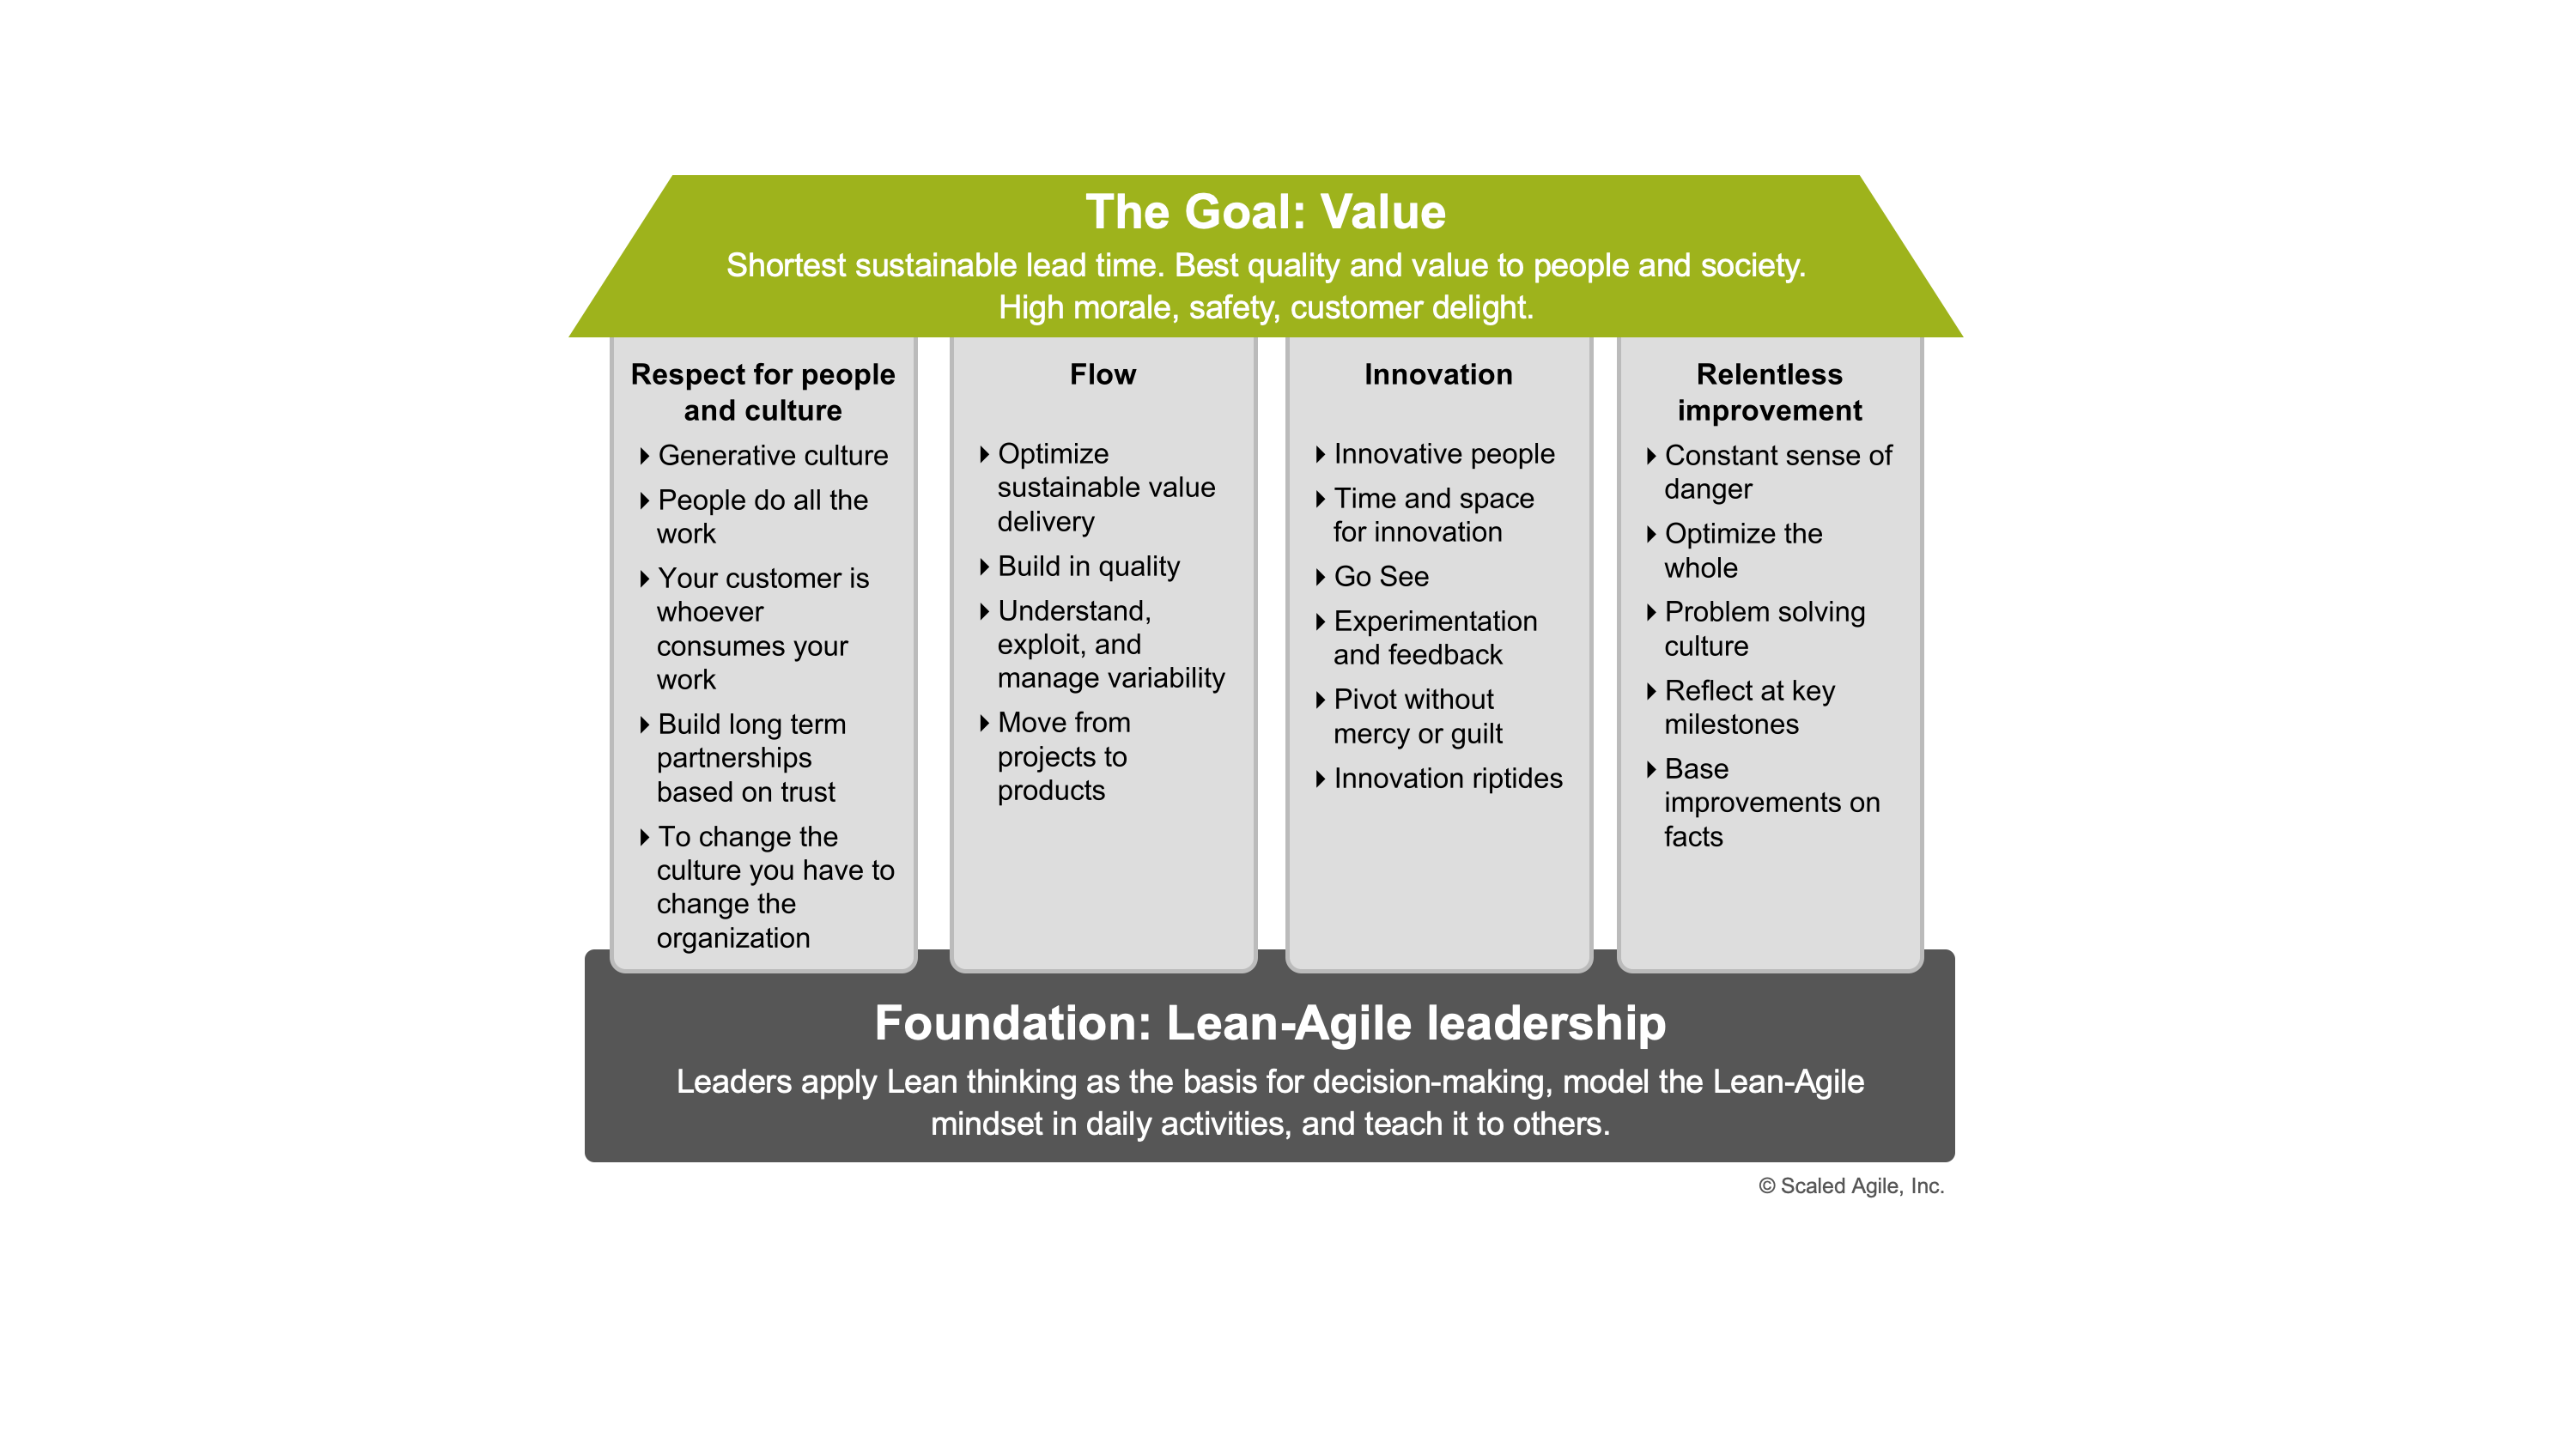 The Goal: Value
Shortest sustainable lead time. Best quality and value to people and society.
High morale, safety, customer delight.
Respect for people
and culture
Generative culture
People do all the
work
Your customer is
whoever
consumes your
work
Build long term
partnerships
based on trust
To change the
culture you have to
change the
organization
Flow
Optimize
sustainable value
delivery
Build in quality
Understand,
exploit, and
manage variability
Move from
projects to
products
Innovation
Innovative people
Time and space
for innovation
Go See
Experimentation
and feedback
Pivot without
mercy or guilt
Innovation riptides
Relentless
improvement
Constant sense of
danger
Optimize the
whole
Problem solving
culture
Reflect at key
milestones
Base
improvements on
facts
Foundation: Lean-Agile leadership
Leaders apply Lean thinking as the basis for decision-making, model the Lean-Agile
mindset in daily activities, and teach it to others.
© Scaled Agile, Inc.